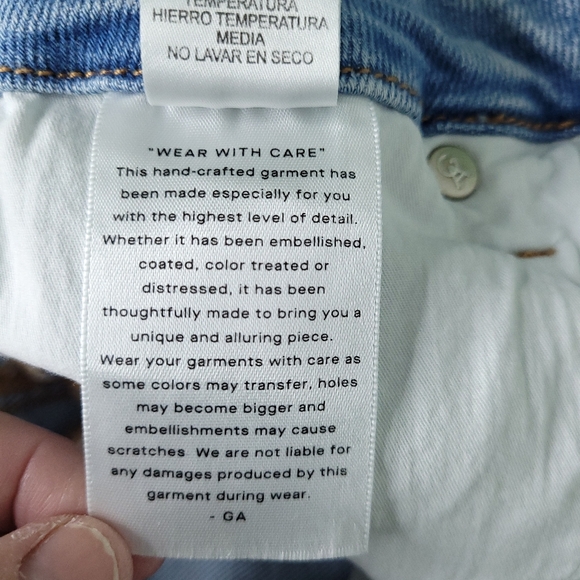 TEMPERATURA
HIERRO TEMPERATURA
MEDIA
NO LAVAR EN SECO
"WEAR WITH CARE"
This hand-crafted garment has
been made especially for you
with the highest level of detail.
Whether it has been embellished,
coated, color treated or
distressed, it has been
thoughtfully made to bring you a
unique and alluring piece.
Wear your garments with care as
some colors may transfer, holes
may become bigger and
embellishments may cause
scratches. We are not liable for
any damages produced by this
garment during wear.
- GA